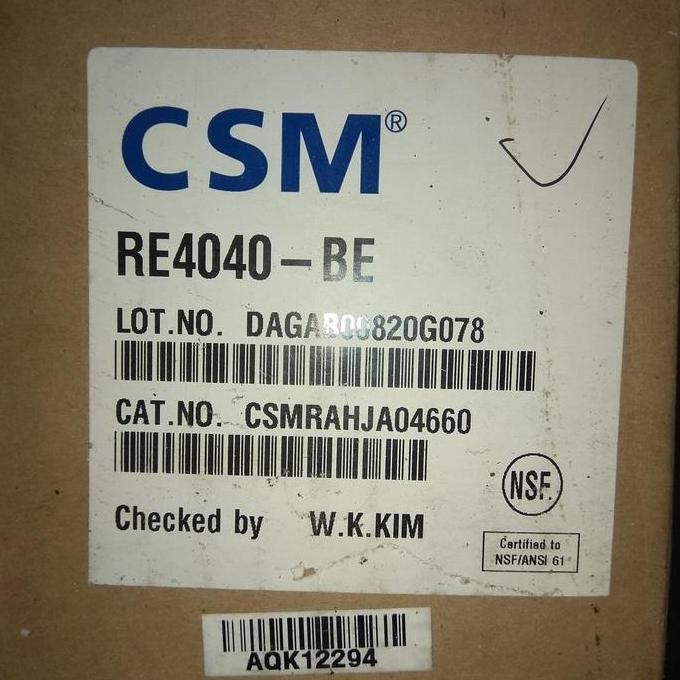 CSM®
RE4040-BE
LOT.NO. DAGAB00820G078
CAT.NO. CSMRAHJA04660
NSF.
Checked by W.K.KIM
Certified to
NSF/ANSI 61
AQK12294